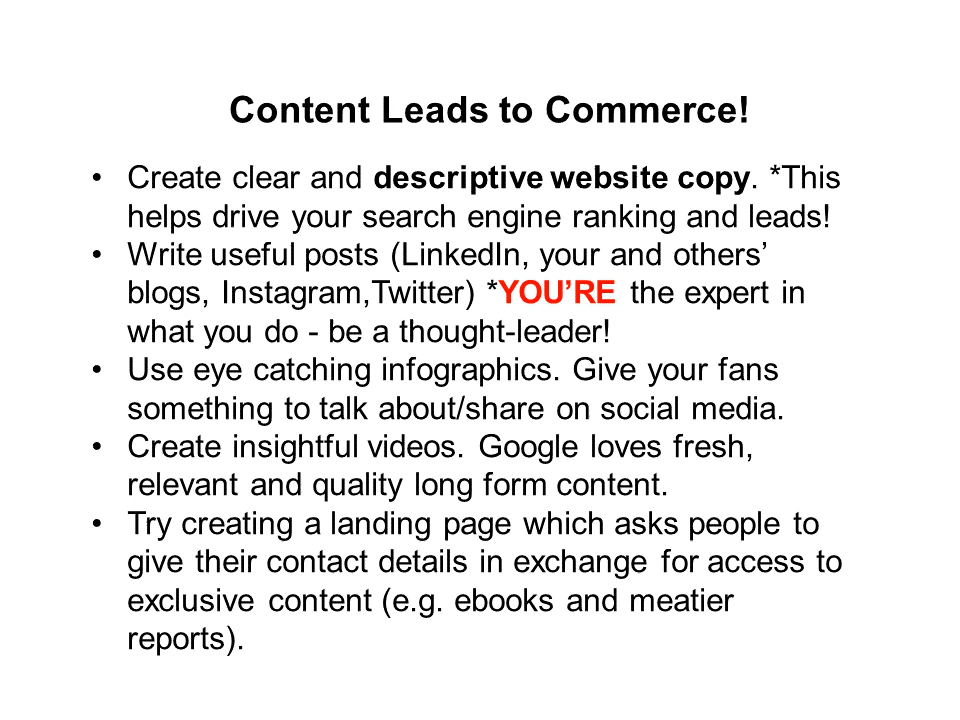 Content Leads to Commerce!
• Create clear and descriptive website copy. *This
helps drive your search engine ranking and leads!
• Write useful posts (LinkedIn, your and others’
blogs, Instagram,Twitter) *YOU’RE the expert in
what you do - be a thought-leader!
• Use eye catching infographics. Give your fans
something to talk about/share on social media.
• Create insightful videos. Google loves fresh,
relevant and quality long form content.
• Try creating a landing page which asks people to
give their contact details in exchange for access to
exclusive content (e.g. ebooks and meatier
reports).